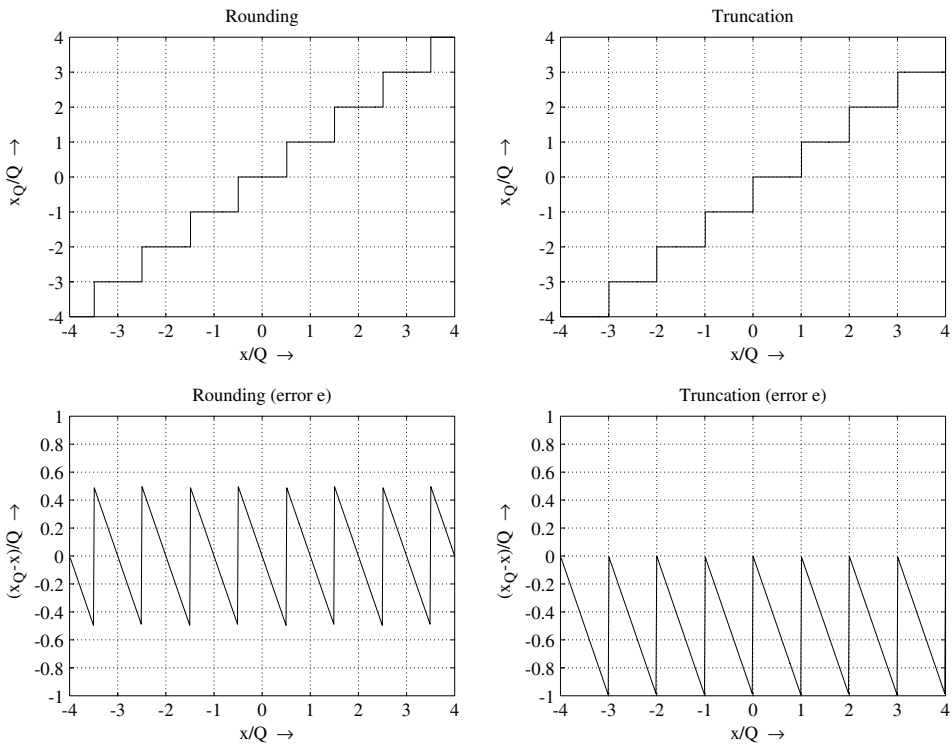 Rounding
4
3
2
1
0
-1
-2
-3
-4
x_Q/Q →
-4 -3 -2 -1 0 1 2 3 4
x/Q →
Truncation
4
3
2
1
0
-1
-2
-3
-4
x_Q/Q →
-4 -3 -2 -1 0 1 2 3 4
x/Q →
Rounding (error e)
1
0.8
0.6
0.4
0.2
0
-0.2
-0.4
-0.6
-0.8
-1
(x_Q-x)/Q →
-4 -3 -2 -1 0 1 2 3 4
x/Q →
Truncation (error e)
1
0.8
0.6
0.4
0.2
0
-0.2
-0.4
-0.6
-0.8
-1
(x_Q-x)/Q →
-4 -3 -2 -1 0 1 2 3 4
x/Q →